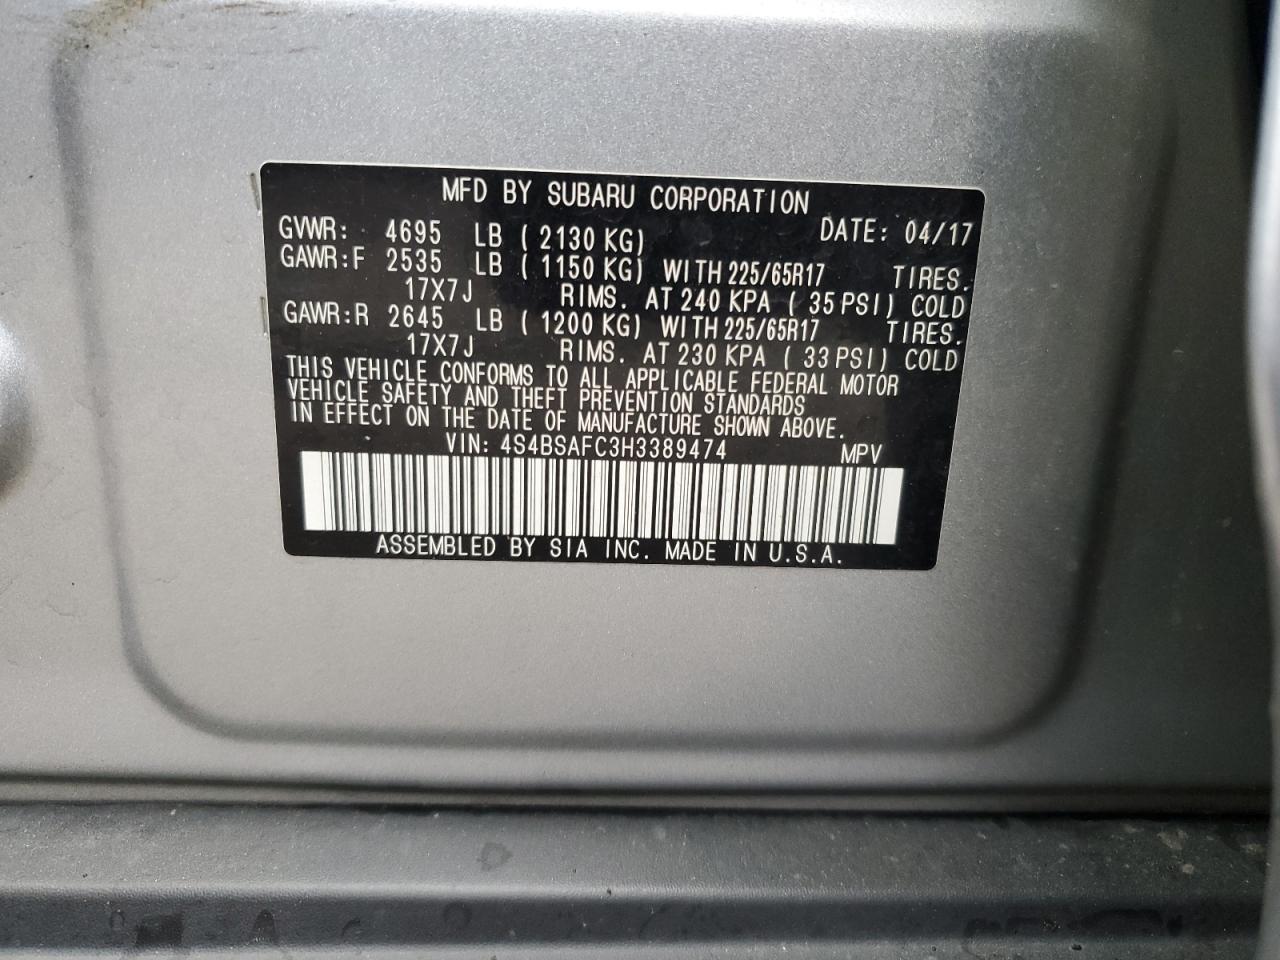 MFD BY SUBARU CORPORATION
GVWR: 4695 LB ( 2130 KG) DATE: 04/17
GAWR:F 2535 LB ( 1150 KG) WITH 225/65R17 TIRES.
17X7J RIMS. AT 240 KPA ( 35 PSI) COLD
GAWR:R 2645 LB ( 1200 KG) WITH 225/65R17 TIRES.
17X7J RIMS. AT 230 KPA ( 33 PSI) COLD
THIS VEHICLE CONFORMS TO ALL APPLICABLE FEDERAL MOTOR
VEHICLE SAFETY AND THEFT PREVENTION STANDARDS
IN EFFECT ON THE DATE OF MANUFACTURE SHOWN ABOVE.
VIN: 4S4BSAFC3H3389474 MPV
ASSEMBLED BY SIA INC. MADE IN U.S.A.